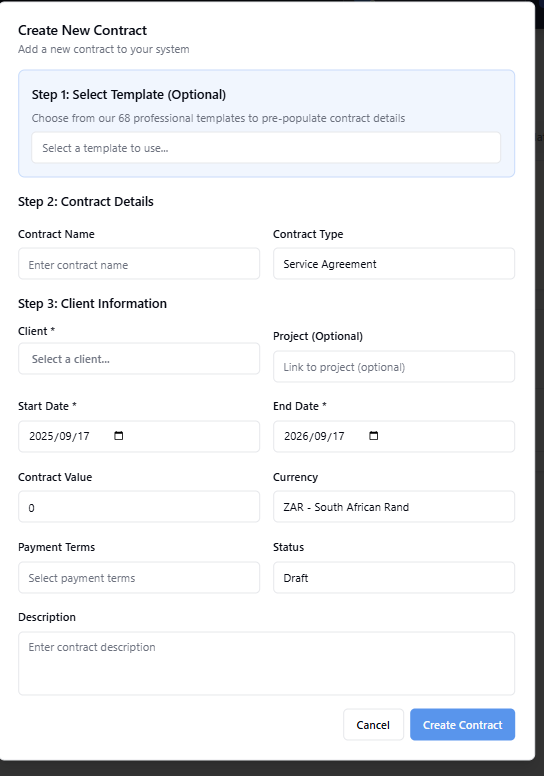 Create New Contract
Add a new contract to your system
Step 1: Select Template (Optional)
Choose from our 68 professional templates to pre-populate contract details
Select a template to use...
Step 2: Contract Details
Contract Name
Contract Type
Enter contract name
Service Agreement
Step 3: Client Information
Client *
Project (Optional)
Select a client...
Link to project (optional)
Start Date *
End Date *
2025/09/17
2026/09/17
Contract Value
Currency
0
ZAR - South African Rand
Payment Terms
Status
Select payment terms
Draft
Description
Enter contract description
Cancel
Create Contract